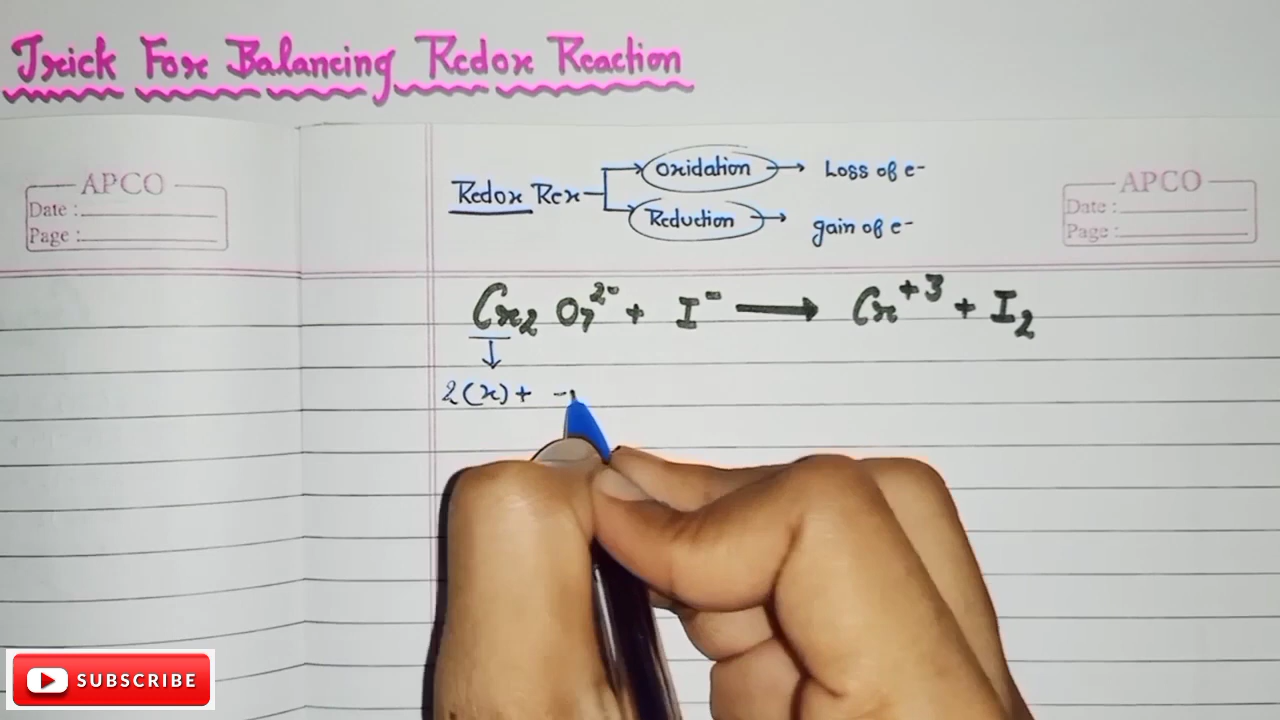 Trick For Balancing Redox Reaction
APCO
Date :
Page :
APCO
Date :
Page :
Redox Rxn
Oxidation → Loss of e-
Reduction → gain of e-
Cr2 O7 2- + I- → Cr+3 + I2
2(x) + -
SUBSCRIBE